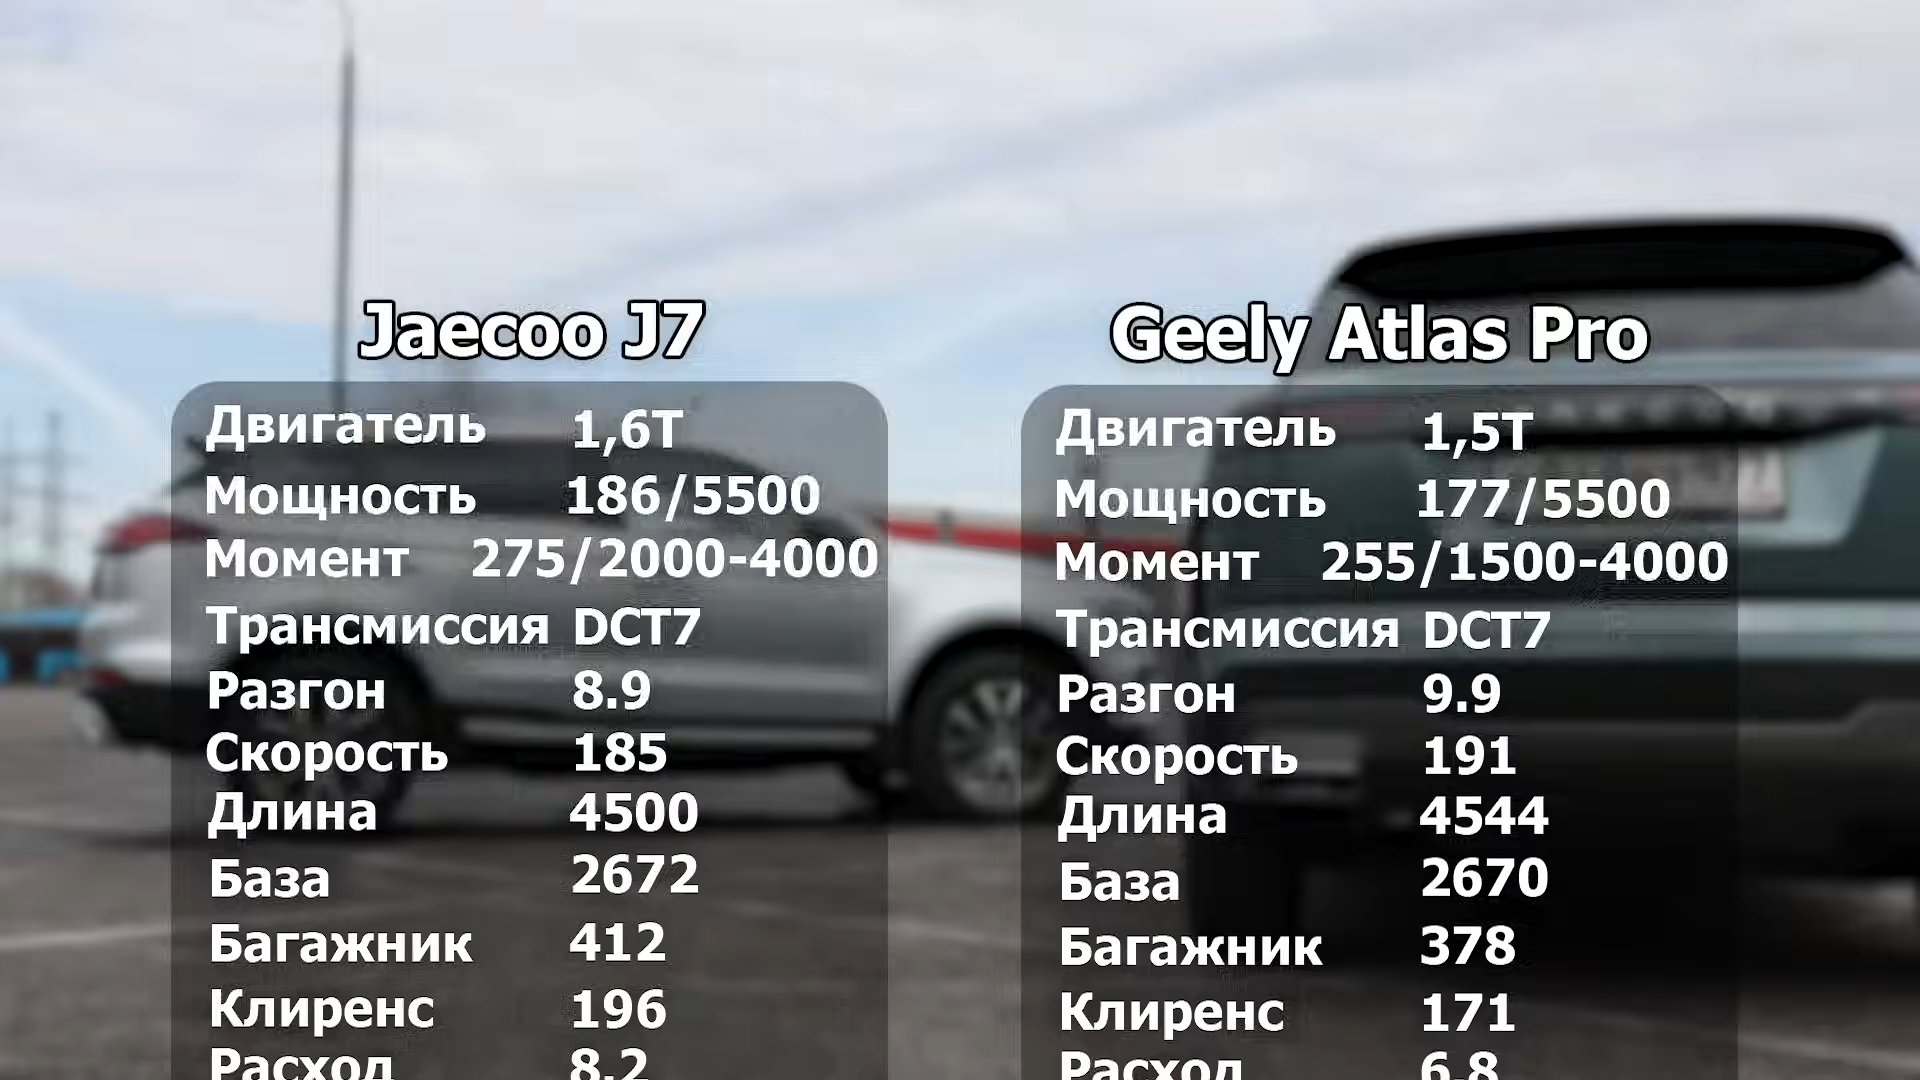 Jaecoo J7
Двигатель 1,6Т
Мощность 186/5500
Момент 275/2000-4000
Трансмиссия DCT7
Разгон 8.9
Скорость 185
Длина 4500
База 2672
Багажник 412
Клиренс 196
Расход 8.2
Geely Atlas Pro
Двигатель 1,5Т
Мощность 177/5500
Момент 255/1500-4000
Трансмиссия DCT7
Разгон 9.9
Скорость 191
Длина 4544
База 2670
Багажник 378
Клиренс 171
Расход 6.8